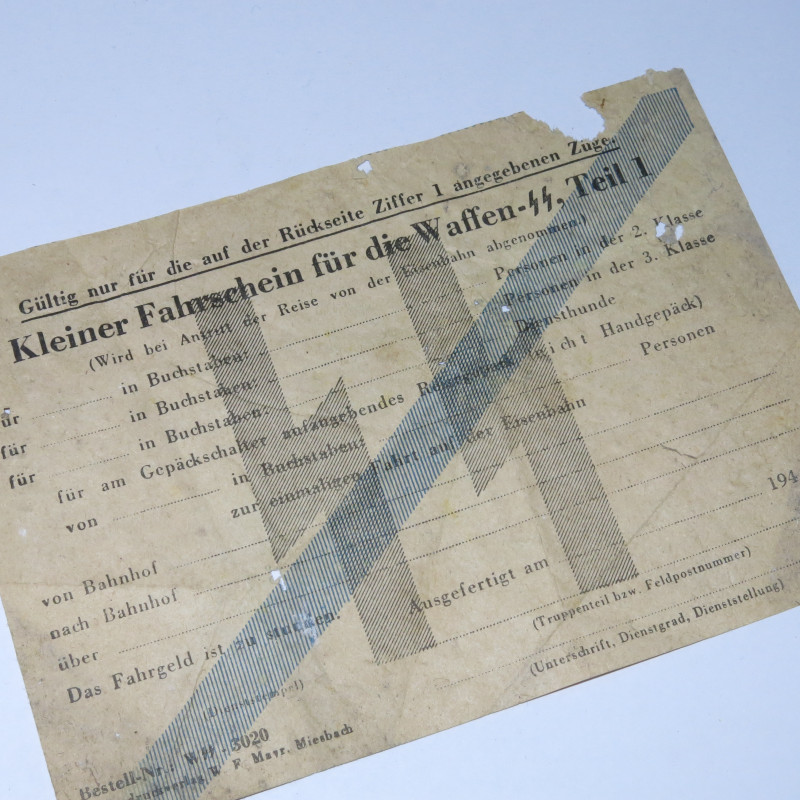 Gültig nur für die auf der Rückseite Ziffer 1 angegebenen Züge.
Kleiner Fahrschein für die Waffen-SS, Teil 1
(Wird bei Antritt der Reise von der Eisenbahn abgenommen.)
für in Buchstaben: Personen in der 2. Klasse
für in Buchstaben: Personen in der 3. Klasse
für in Buchstaben: Diensthunde
für am Gepäckschalter aufzugebendes Reisegepäck (nicht Handgepäck)
von in Buchstaben: Personen
zur einmaligen Fahrt auf der Eisenbahn
von Bahnhof
nach Bahnhof
über
Das Fahrgeld ist zu stunden.
Ausgefertigt am 194
(Truppenteil bzw. Feldpostnummer)
(Dienststempel)
(Unterschrift, Dienstgrad, Dienststellung)
Bestell-Nr.: 3020
W. F. Mayr, Miesbach